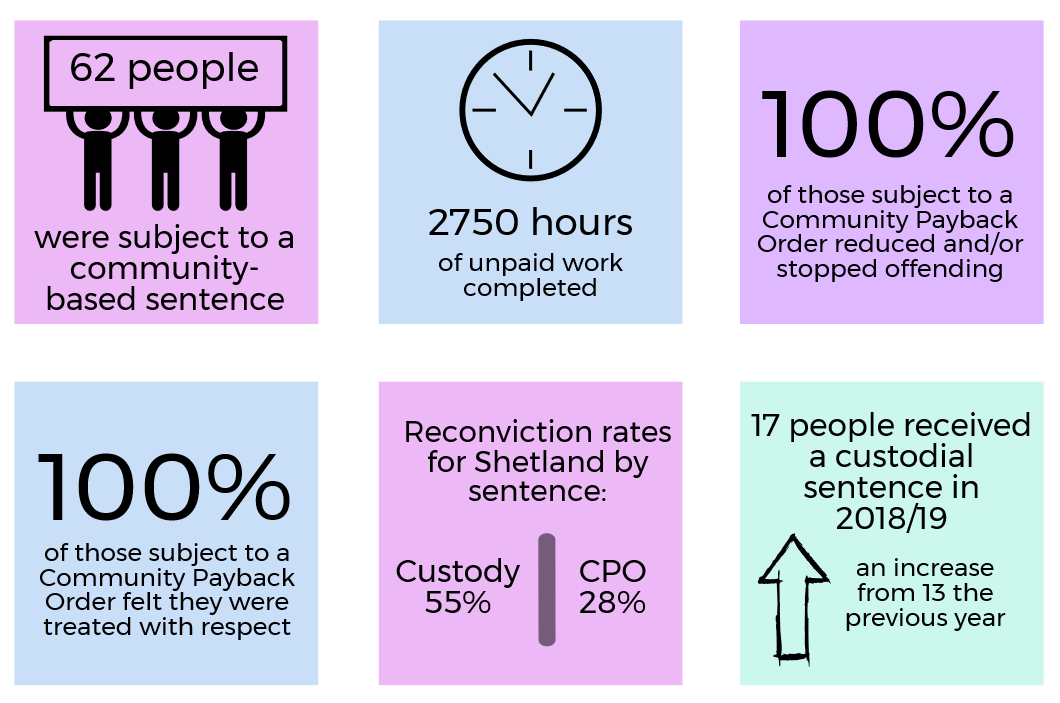 62 people
were subject to a
community-
based sentence
2750 hours
of unpaid work
completed
100%
of those subject to a
Community Payback
Order reduced and/or
stopped offending
100%
of those subject to a
Community Payback
Order felt they were
treated with respect
Reconviction rates
for Shetland by
sentence:
Custody
55%
CPO
28%
17 people received
a custodial
sentence in
2018/19
an increase
from 13 the
previous year